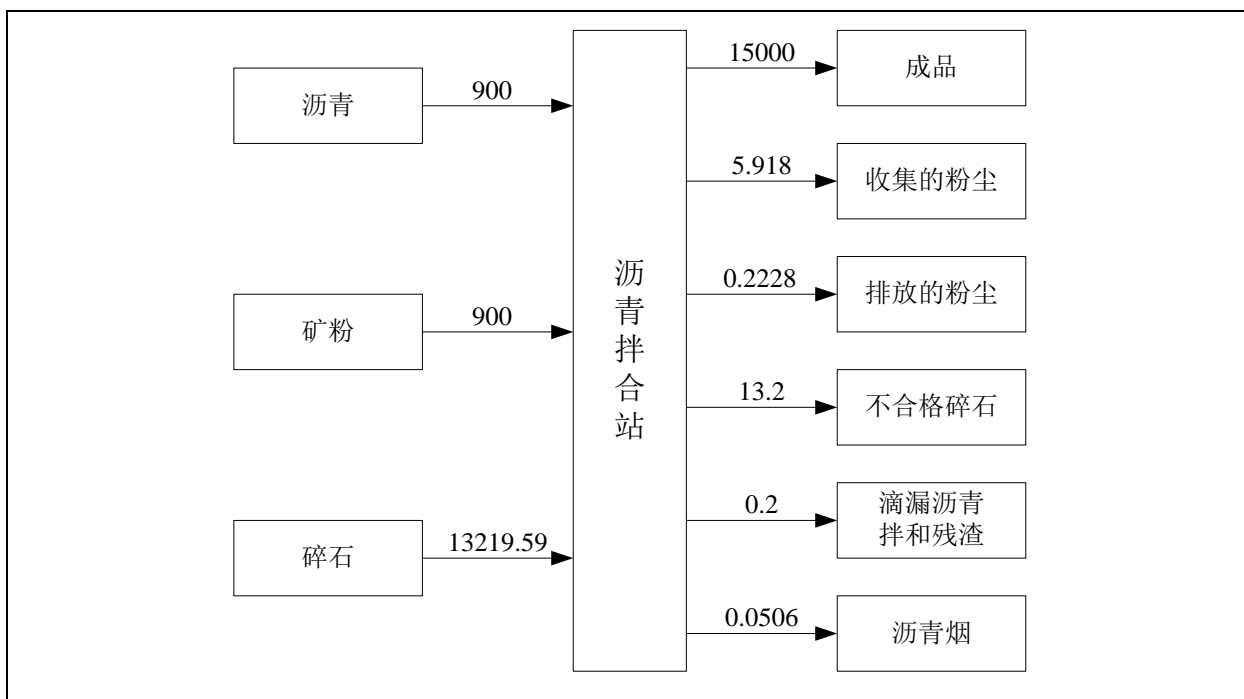 沥青
900
矿粉
900
碎石
13219.59
沥青拌合站
15000
成品
5.918
收集的粉尘
0.2228
排放的粉尘
13.2
不合格碎石
0.2
滴漏沥青
拌和残渣
0.0506
沥青烟